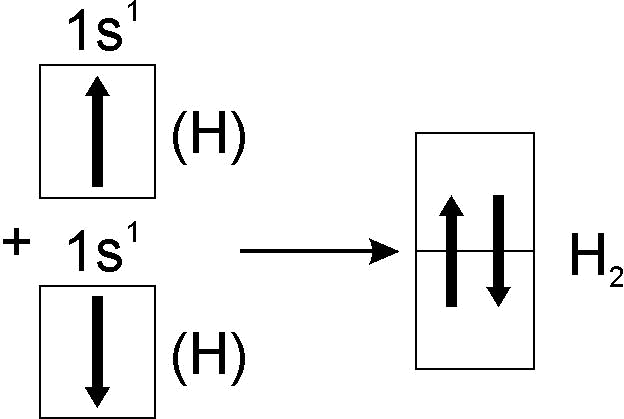 1s¹
(H)
+ 1s¹
(H)
H₂